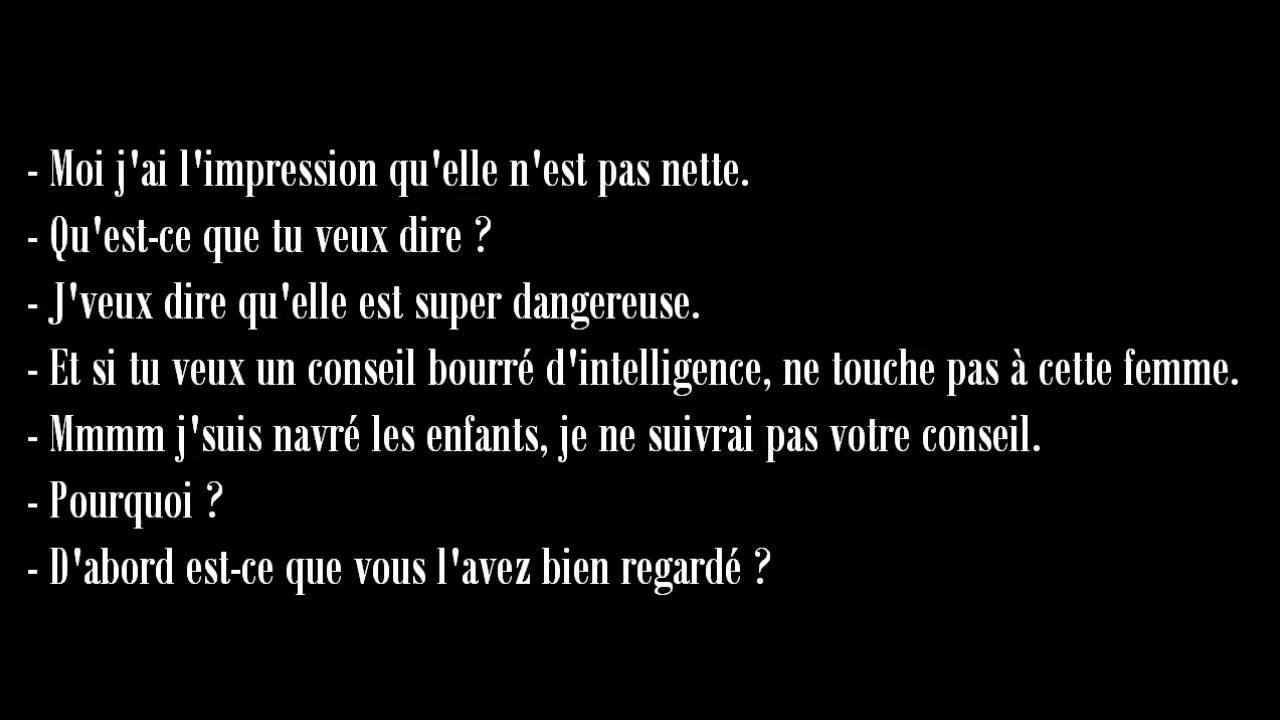 - Moi j'ai l'impression qu'elle n'est pas nette.
- Qu'est-ce que tu veux dire ?
- J'veux dire qu'elle est super dangereuse.
- Et si tu veux un conseil bourré d'intelligence, ne touche pas à cette femme.
- Mmmm j'suis navré les enfants, je ne suivrai pas votre conseil.
- Pourquoi ?
- D'abord est-ce que vous l'avez bien regardé ?